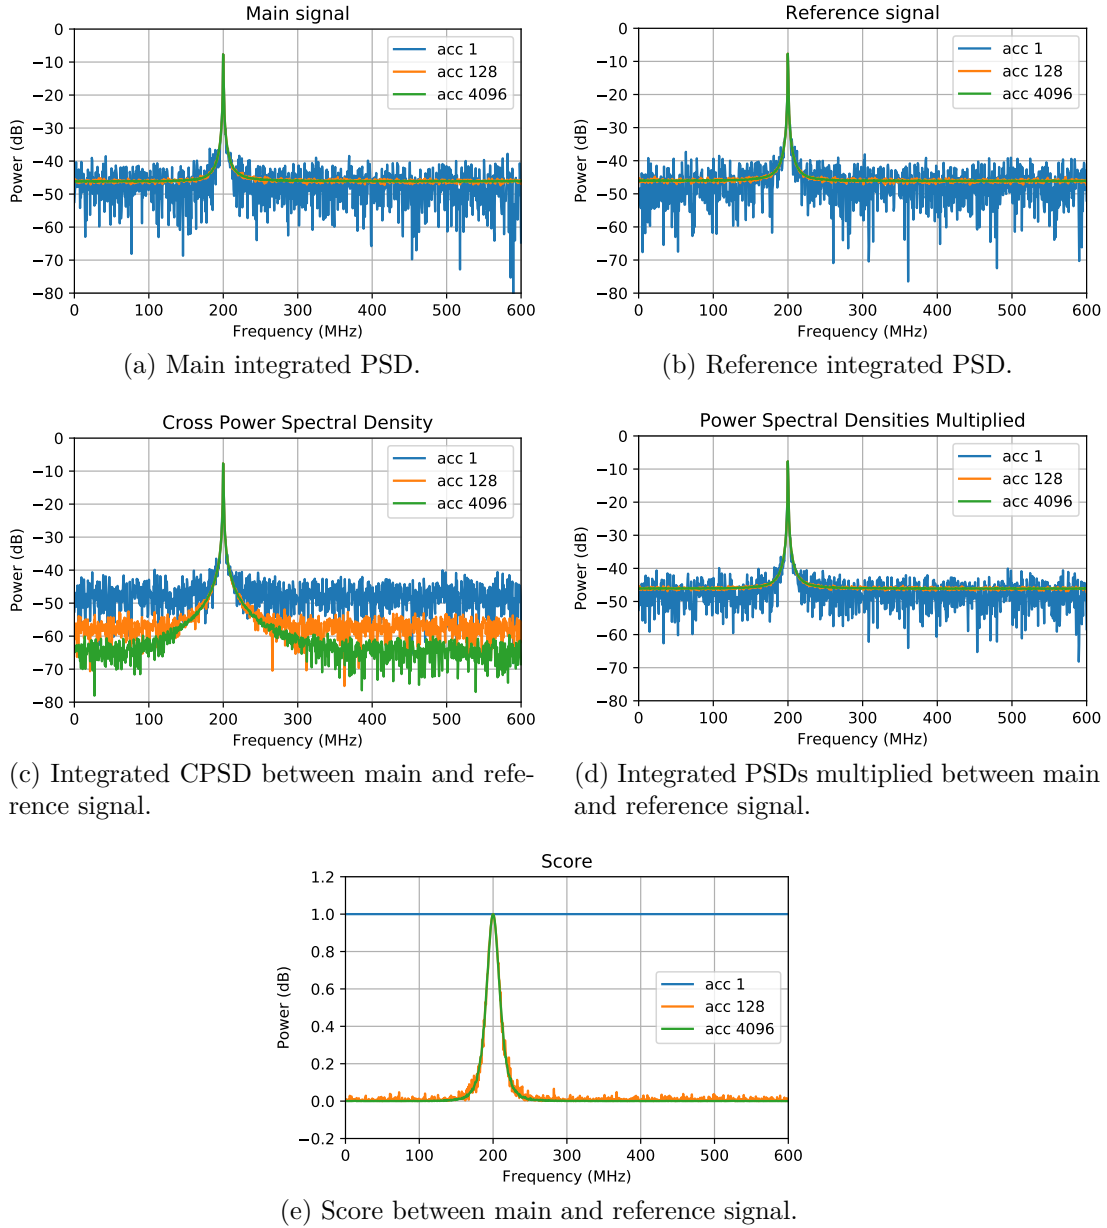 Main signal
0
−10
−20
−30
−40
−50
−60
−70
−80
Power (dB)
acc 1
acc 128
acc 4096
0 100 200 300 400 500 600
Frequency (MHz)
(a) Main integrated PSD.
Reference signal
0
−10
−20
−30
−40
−50
−60
−70
−80
Power (dB)
acc 1
acc 128
acc 4096
0 100 200 300 400 500 600
Frequency (MHz)
(b) Reference integrated PSD.
Cross Power Spectral Density
0
−10
−20
−30
−40
−50
−60
−70
−80
Power (dB)
acc 1
acc 128
acc 4096
0 100 200 300 400 500 600
Frequency (MHz)
(c) Integrated CPSD between main and refe-
rence signal.
Power Spectral Densities Multiplied
0
−10
−20
−30
−40
−50
−60
−70
−80
Power (dB)
acc 1
acc 128
acc 4096
0 100 200 300 400 500 600
Frequency (MHz)
(d) Integrated PSDs multiplied between main
and reference signal.
Score
1.2
1.0
0.8
0.6
0.4
0.2
0.0
−0.2
Power (dB)
acc 1
acc 128
acc 4096
0 100 200 300 400 500 600
Frequency (MHz)
(e) Score between main and reference signal.